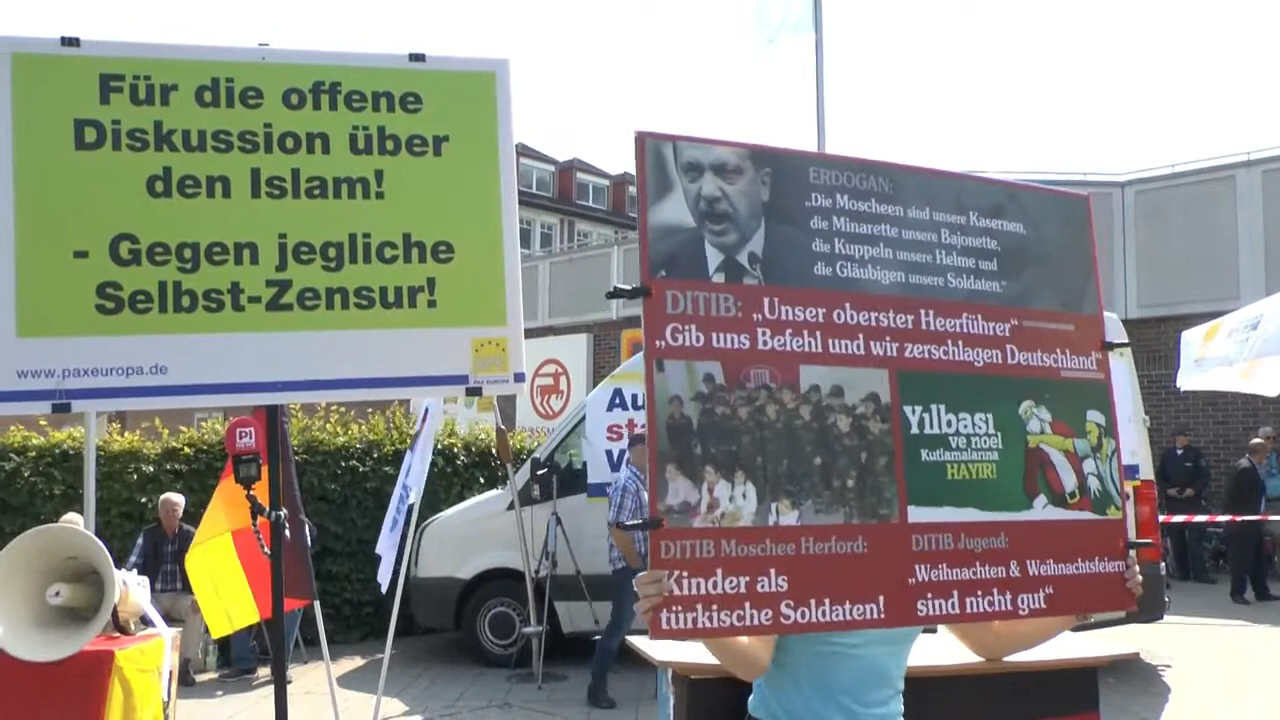 Für die offene
Diskussion über
den Islam!
- Gegen jegliche
Selbst-Zensur!
www.paxeuropa.de
PAX EUROPA
PI
ERDOGAN:
„Die Moscheen sind unsere Kasernen,
die Minarette unsere Bajonette,
die Kuppeln unsere Helme und
die Gläubigen unsere Soldaten."
DITIB: „Unser oberster Heerführer"
„Gib uns Befehl und wir zerschlagen Deutschland"
Yılbası
ve noel
Kutlamalarına
HAYIR!
DITIB Moschee Herford:
Kinder als
türkische Soldaten!
DITIB Jugend:
„Weihnachten & Weihnachtsfeiern
sind nicht gut"